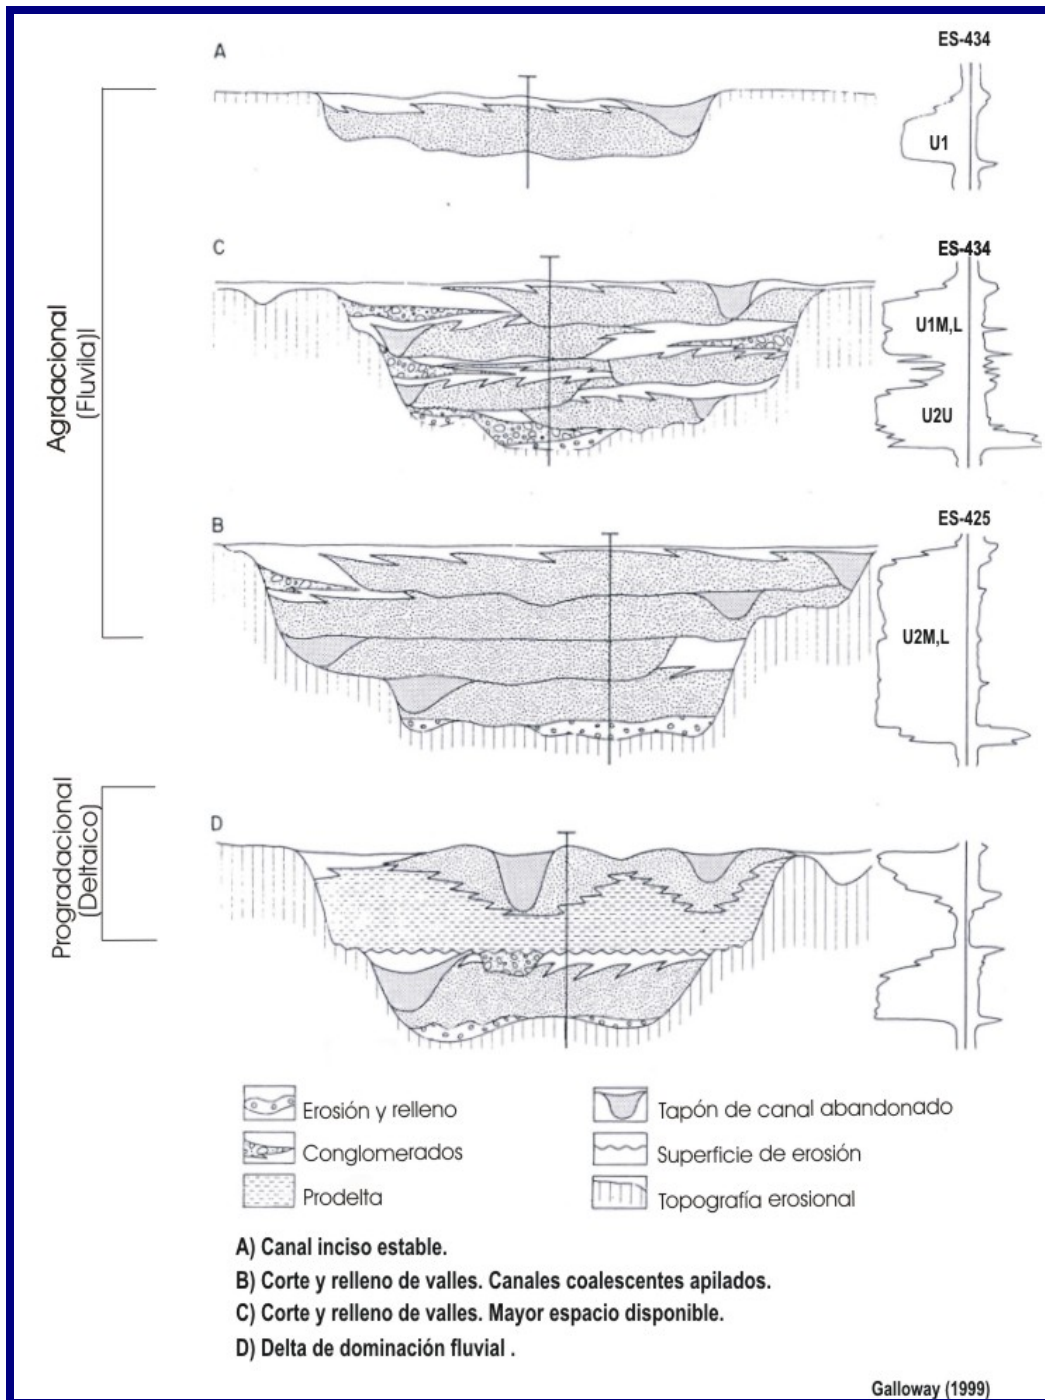 A
ES-434
U1
C
ES-434
U1M,L
U2U
Agrdacional
(Fluvila)l
B
ES-425
U2M,L
Progradacional
(Deltaico)
D
Erosión y relleno
Tapón de canal abandonado
Conglomerados
Superficie de erosión
Prodelta
Topografía erosional
A) Canal inciso estable.
B) Corte y relleno de valles. Canales coalescentes apilados.
C) Corte y relleno de valles. Mayor espacio disponible.
D) Delta de dominación fluvial .
Galloway (1999)